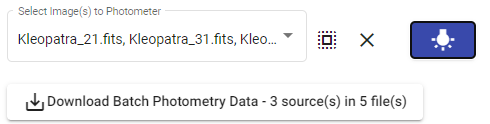 Select Image(s) to Photometer
Kleopatra_21.fits, Kleopatra_31.fits, Kleo...
Download Batch Photometry Data - 3 source(s) in 5 file(s)